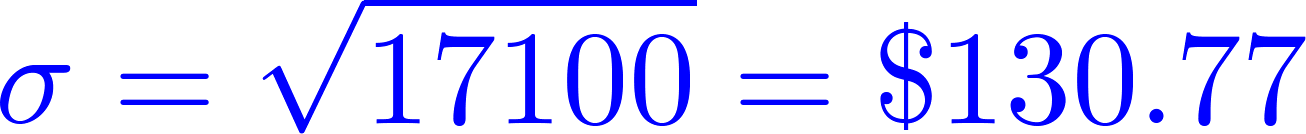 σ = √17100 = $130.77